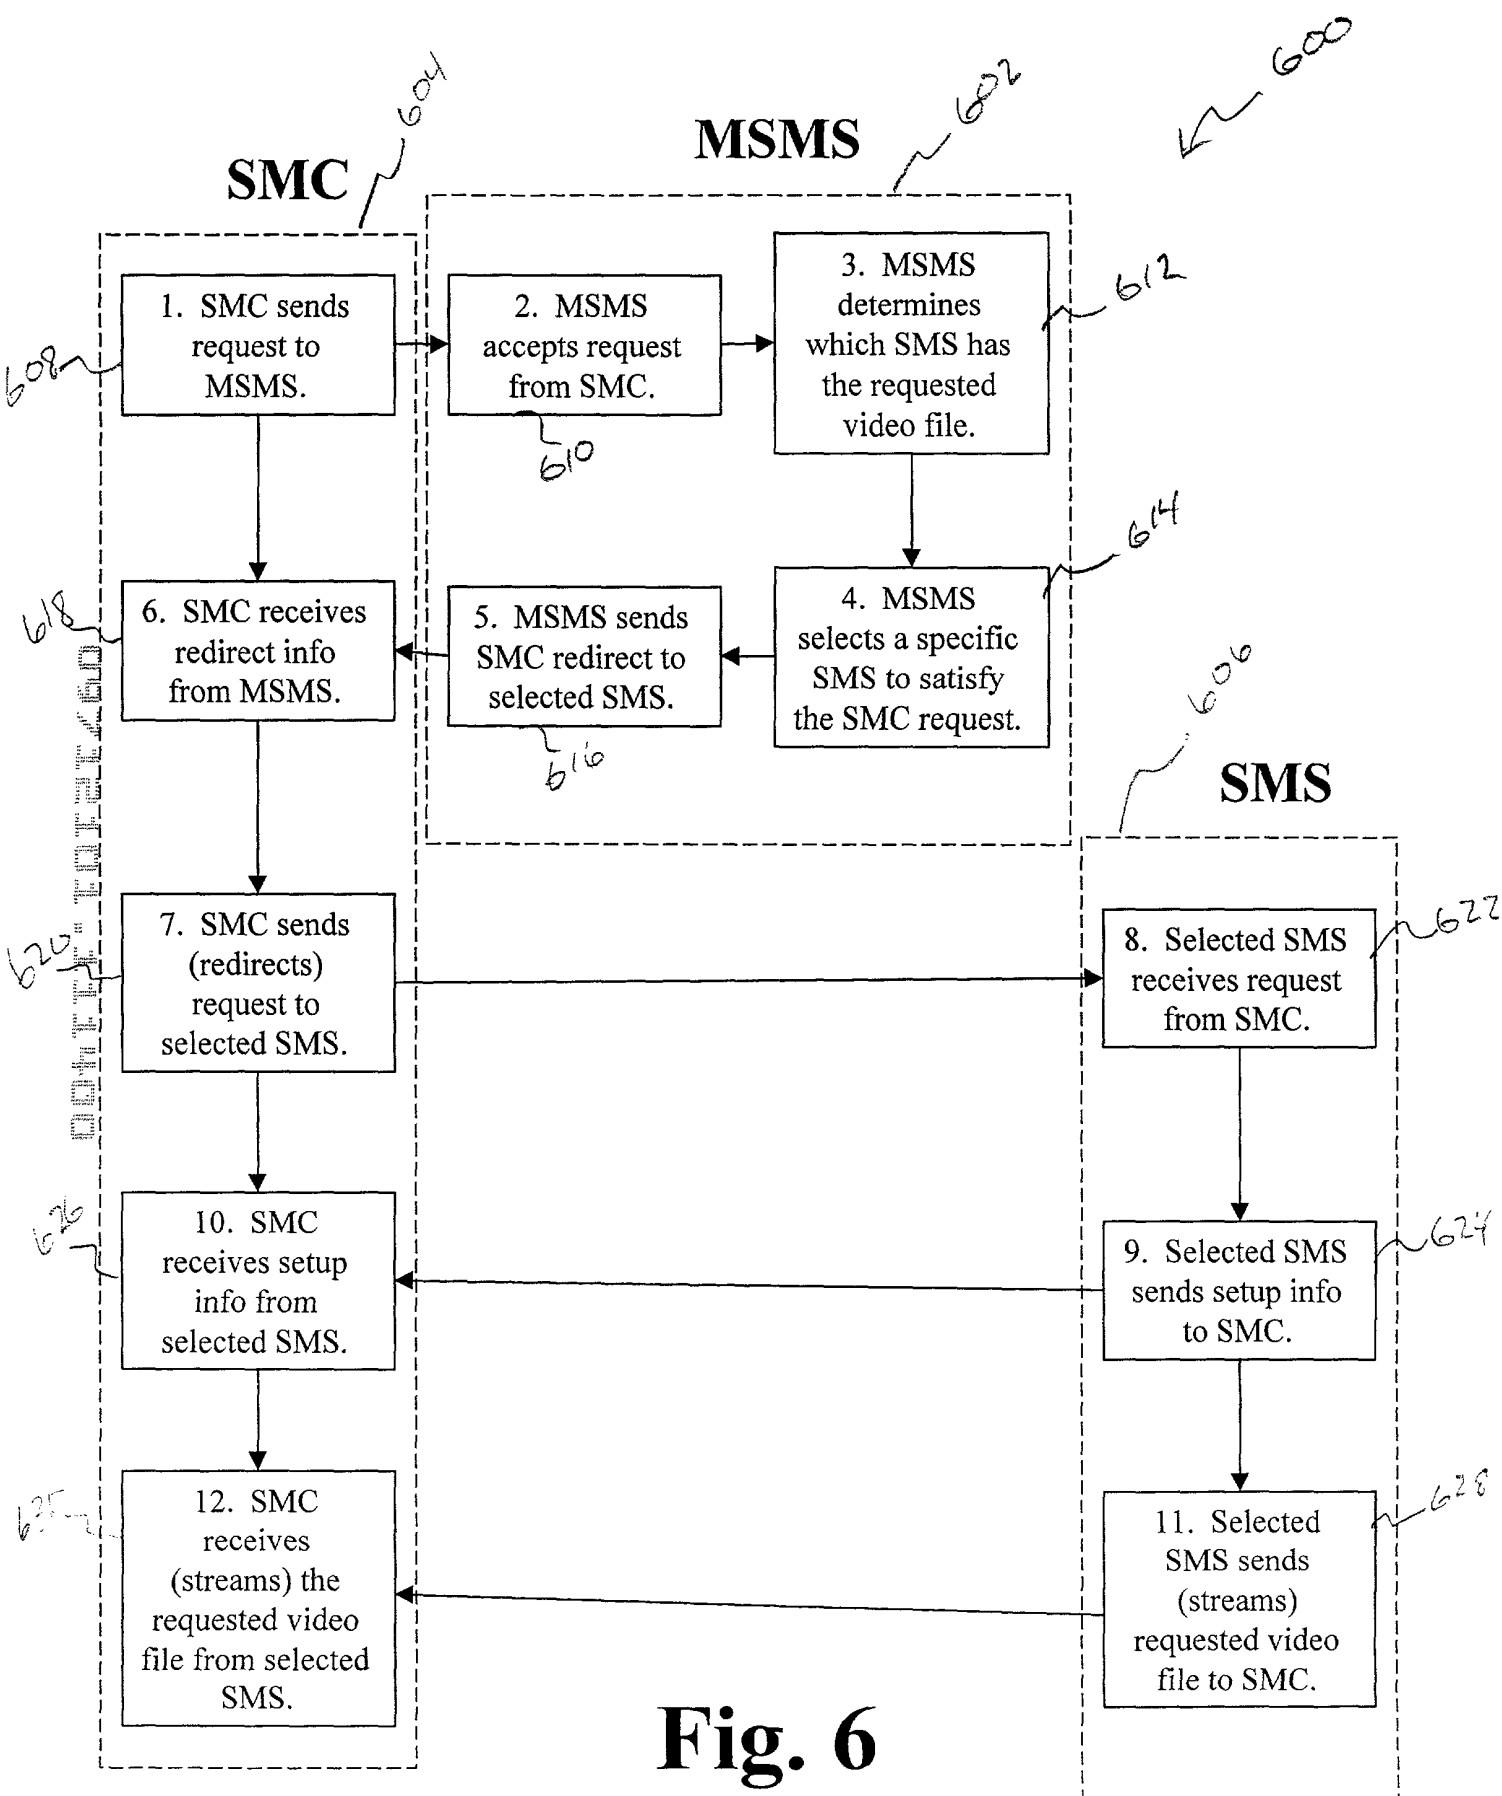 600
604
602
MSMS
SMC
1. SMC sends
request to
MSMS.
608
2. MSMS
accepts request
from SMC.
610
3. MSMS
determines
which SMS has
the requested
video file.
612
4. MSMS
selects a specific
SMS to satisfy
the SMC request.
614
5. MSMS sends
SMC redirect to
selected SMS.
616
6. SMC receives
redirect info
from MSMS.
618
606
SMS
7. SMC sends
(redirects)
request to
selected SMS.
620
8. Selected SMS
receives request
from SMC.
622
9. Selected SMS
sends setup info
to SMC.
624
10. SMC
receives setup
info from
selected SMS.
626
11. Selected
SMS sends
(streams)
requested video
file to SMC.
628
12. SMC
receives
(streams) the
requested video
file from selected
SMS.
Fig. 6